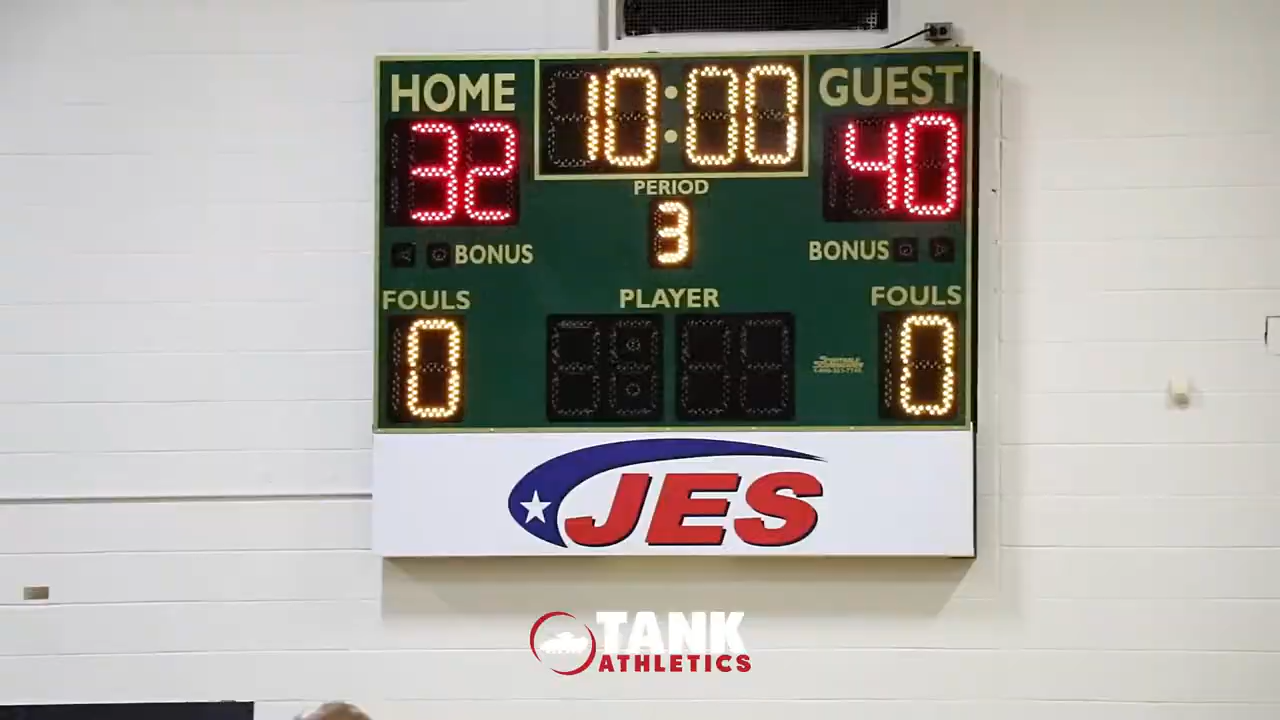 HOME
10:00
GUEST
32
40
PERIOD
3
BONUS
BONUS
FOULS
PLAYER
FOULS
0
0
JES
TANK
ATHLETICS